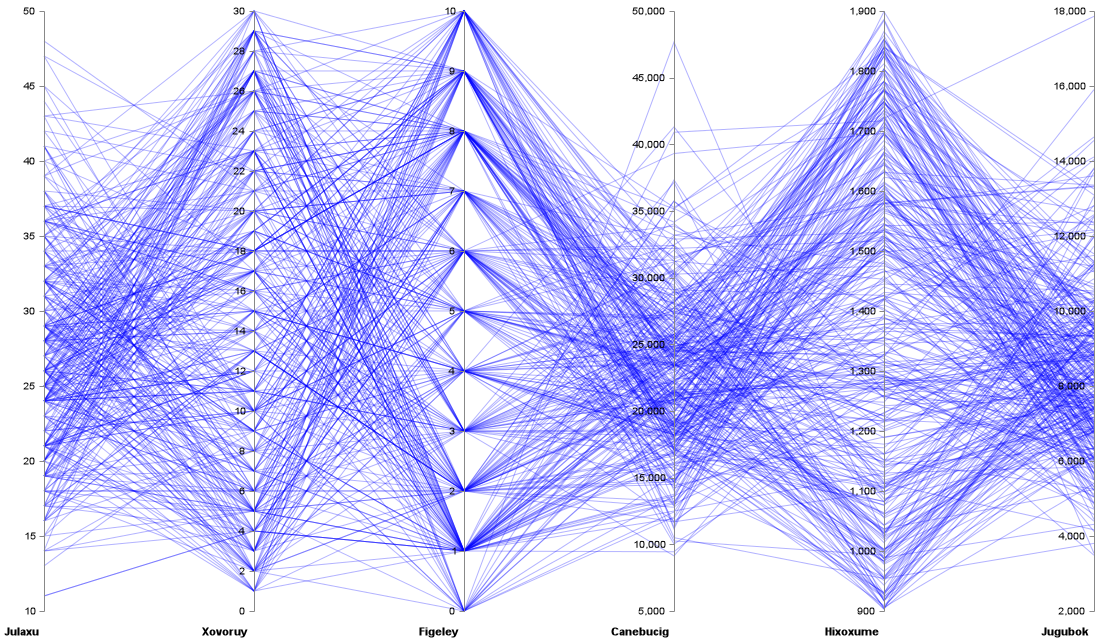 50 30 10 50,000 1,900 18,000
28 9 45,000 1,800 16,000
45 26
24 8 40,000 1,700 14,000
40 22 7 35,000 1,600 12,000
35 20
18 6 30,000 1,500 10,000
30 16 5 1,400
14 25,000
25 12 4 1,300 8,000
10 3 20,000 1,200
20 8 6,000
6 2 15,000 1,100
15 4 1 10,000 1,000 4,000
2
10 0 0 5,000 900 2,000
Julaxu Xovoruy Figeley Canebucig Hixoxume Jugubok